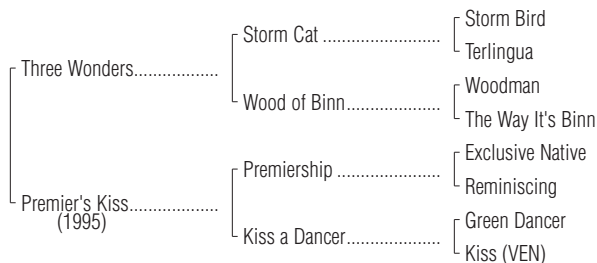 Storm Bird
Storm Cat ..........................
Terlingua
Three Wonders...................
Woodman
Wood of Binn.....................
The Way It's Binn
Exclusive Native
Premiership .......................
Reminiscing
Premier's Kiss....................
(1995)
Green Dancer
Kiss a Dancer.....................
Kiss (VEN)